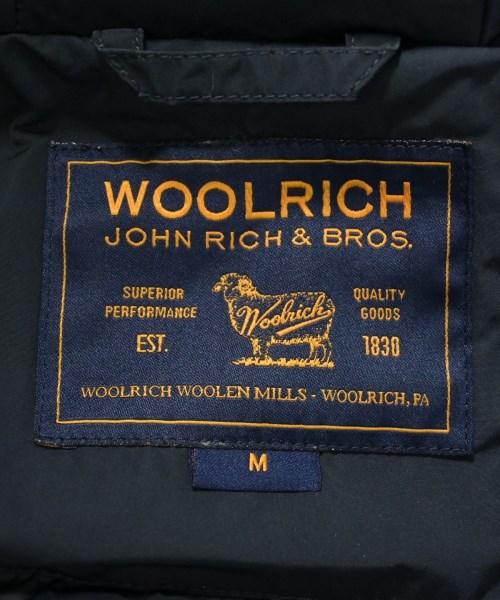 WOOLRICH
JOHN RICH & BROS.
SUPERIOR
PERFORMANCE
EST.
Woolrich
QUALITY
GOODS
1830
WOOLRICH WOOLEN MILLS - WOOLRICH, PA
M